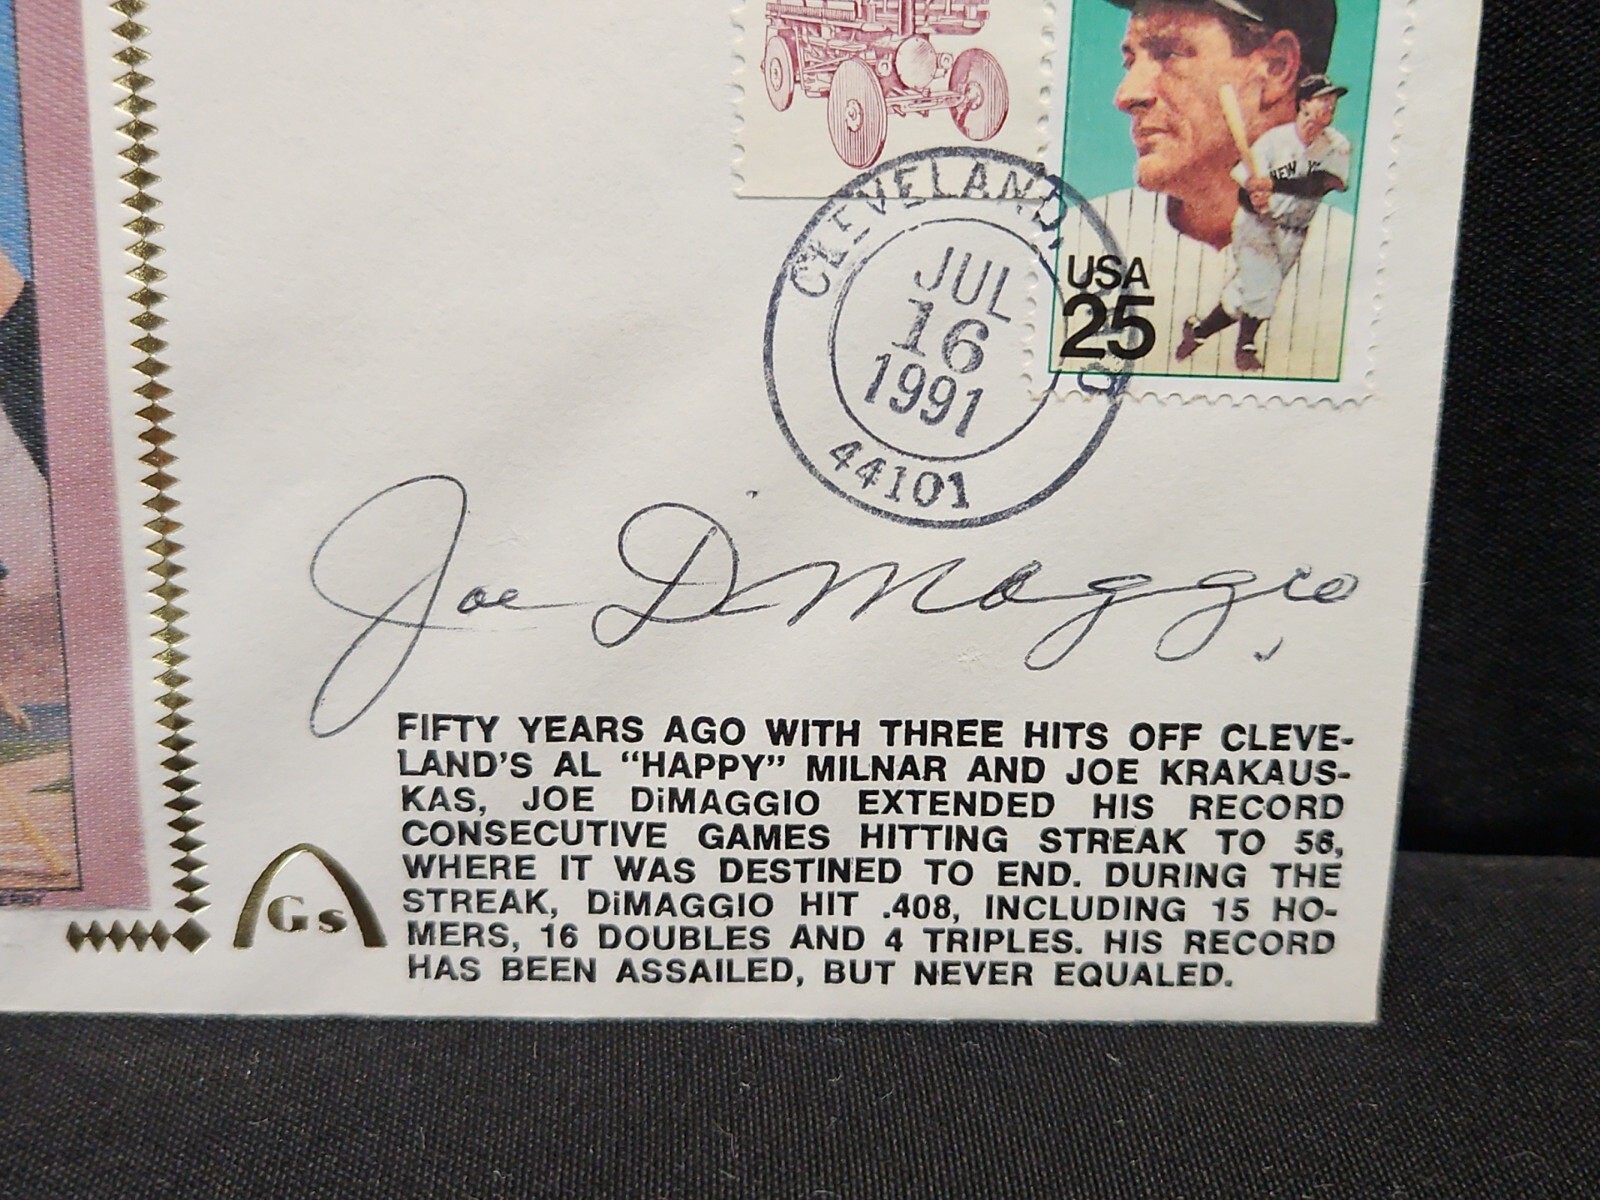 NEW Y
USA
25
CLEVELAND,
JUL
16
1991
44101
Joe DiMaggio
FIFTY YEARS AGO WITH THREE HITS OFF CLEVE-
LAND'S AL “HAPPY” MILNAR AND JOE KRAKAUS-
KAS, JOE DiMAGGIO EXTENDED HIS RECORD
CONSECUTIVE GAMES HITTING STREAK TO 56,
WHERE IT WAS DESTINED TO END. DURING THE
STREAK, DiMAGGIO HIT .408, INCLUDING 15 HO-
MERS, 16 DOUBLES AND 4 TRIPLES. HIS RECORD
HAS BEEN ASSAILED, BUT NEVER EQUALED.
Gs